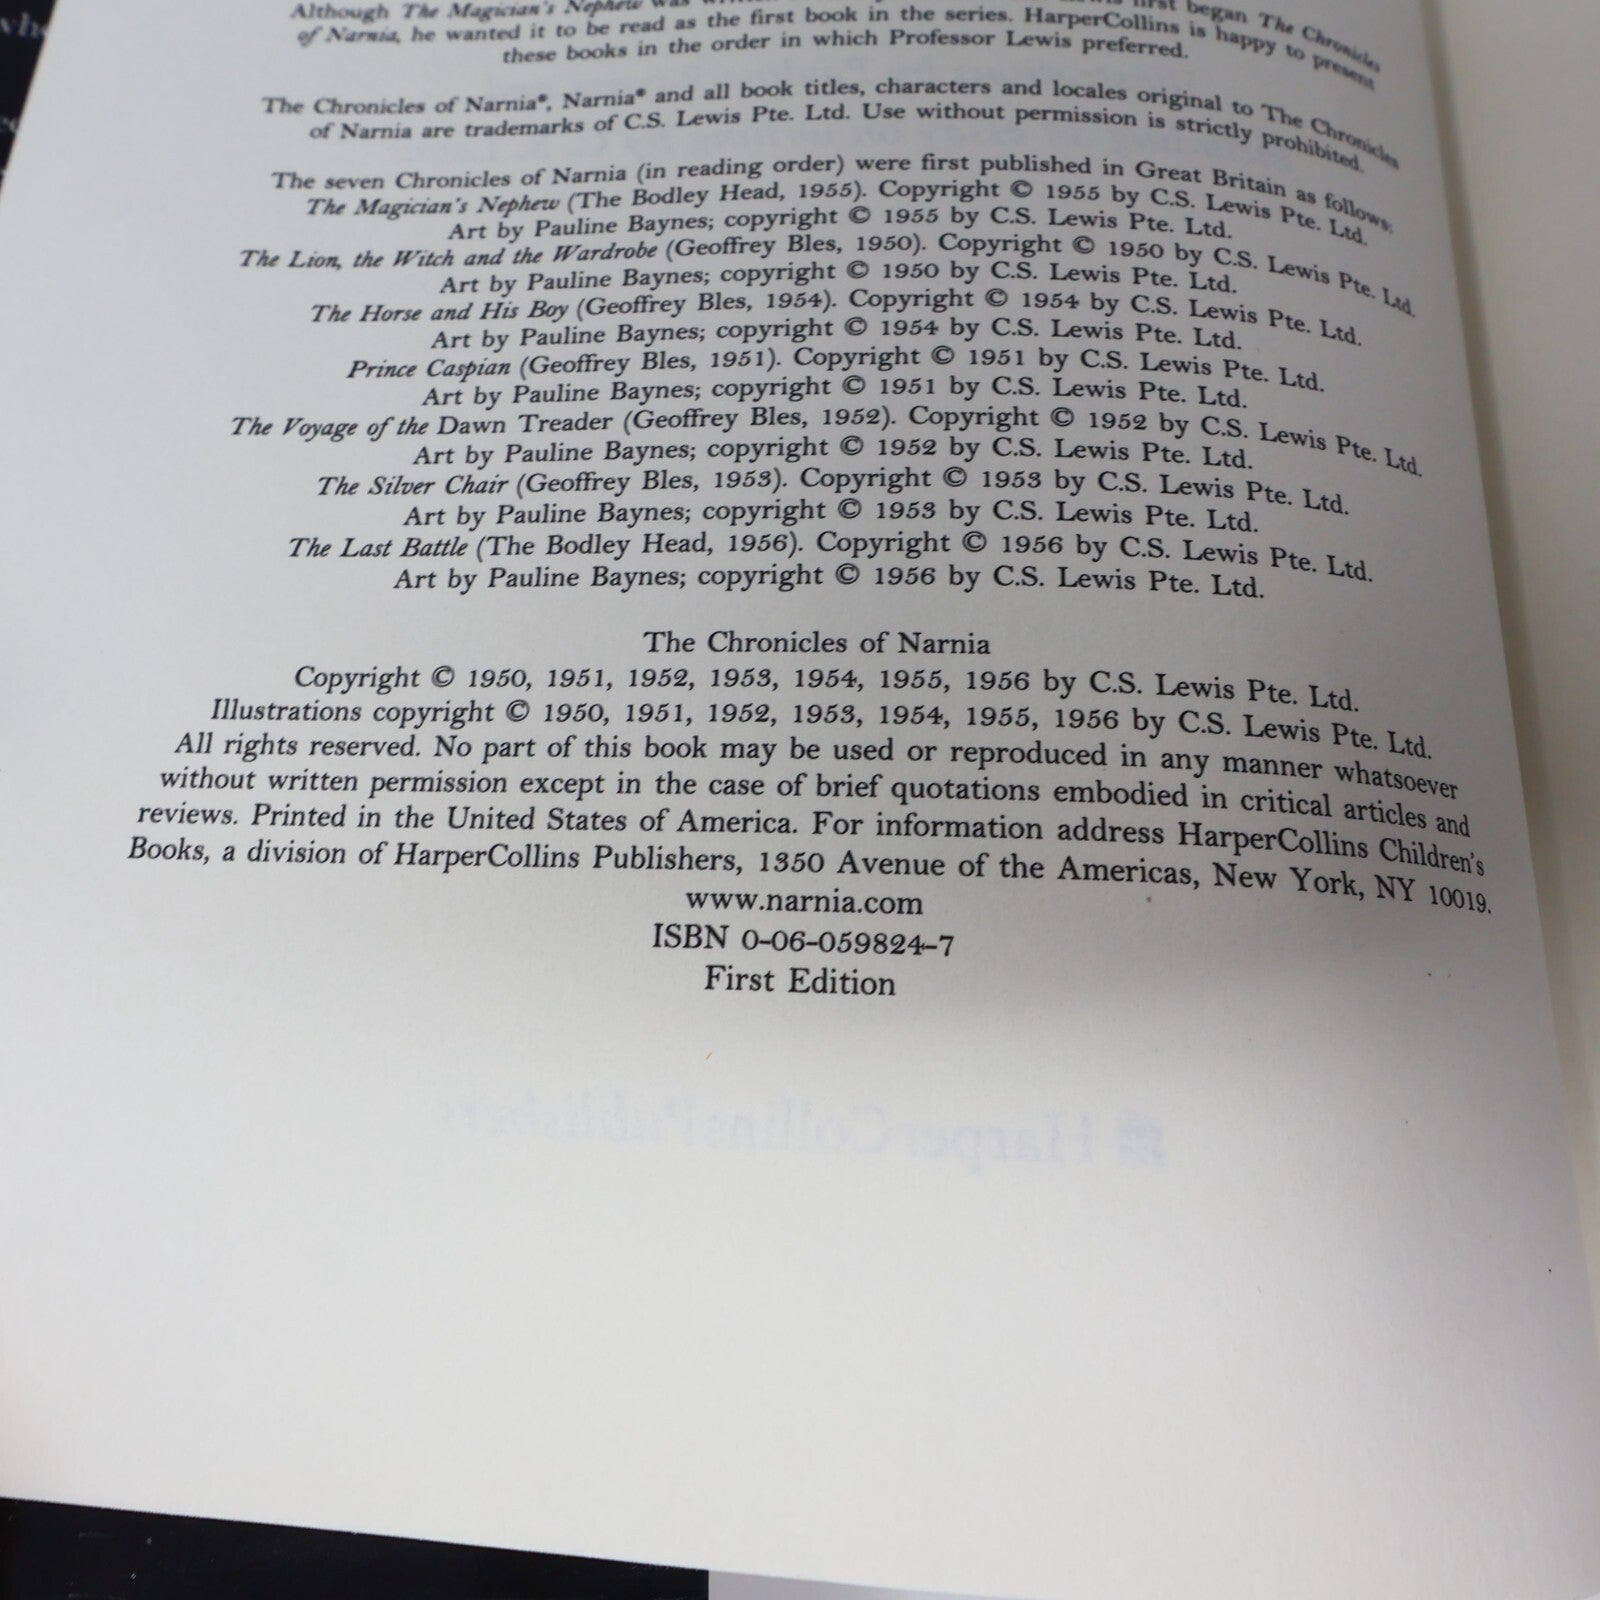 Although The Magician's Nephew was first began The Chronicles
of Narnia, he wanted it to be read as the first book in the series. HarperCollins is happy to present
these books in the order in which Professor Lewis preferred.
The Chronicles of Narnia®, Narnia® and all book titles, characters and locales original to The Chronicles
of Narnia are trademarks of C.S. Lewis Pte. Ltd. Use without permission is strictly prohibited.
The seven Chronicles of Narnia (in reading order) were first published in Great Britain as follows:
The Magician's Nephew (The Bodley Head, 1955). Copyright © 1955 by C.S. Lewis Pte. Ltd.
Art by Pauline Baynes; copyright © 1955 by C.S. Lewis Pte. Ltd.
The Lion, the Witch and the Wardrobe (Geoffrey Bles, 1950). Copyright © 1950 by C.S. Lewis Pte. Ltd.
Art by Pauline Baynes; copyright © 1950 by C.S. Lewis Pte. Ltd.
The Horse and His Boy (Geoffrey Bles, 1954). Copyright © 1954 by C.S. Lewis Pte. Ltd.
Art by Pauline Baynes; copyright © 1954 by C.S. Lewis Pte. Ltd.
Prince Caspian (Geoffrey Bles, 1951). Copyright © 1951 by C.S. Lewis Pte. Ltd.
Art by Pauline Baynes; copyright © 1951 by C.S. Lewis Pte. Ltd.
The Voyage of the Dawn Treader (Geoffrey Bles, 1952). Copyright © 1952 by C.S. Lewis Pte. Ltd.
Art by Pauline Baynes; copyright © 1952 by C.S. Lewis Pte. Ltd.
The Silver Chair (Geoffrey Bles, 1953). Copyright © 1953 by C.S. Lewis Pte. Ltd.
Art by Pauline Baynes; copyright © 1953 by C.S. Lewis Pte. Ltd.
The Last Battle (The Bodley Head, 1956). Copyright © 1956 by C.S. Lewis Pte. Ltd.
Art by Pauline Baynes; copyright © 1956 by C.S. Lewis Pte. Ltd.
The Chronicles of Narnia
Copyright © 1950, 1951, 1952, 1953, 1954, 1955, 1956 by C.S. Lewis Pte. Ltd.
Illustrations copyright © 1950, 1951, 1952, 1953, 1954, 1955, 1956 by C.S. Lewis Pte. Ltd.
All rights reserved. No part of this book may be used or reproduced in any manner whatsoever
without written permission except in the case of brief quotations embodied in critical articles and
reviews. Printed in the United States of America. For information address HarperCollins Children's
Books, a division of HarperCollins Publishers, 1350 Avenue of the Americas, New York, NY 10019.
www.narnia.com
ISBN 0-06-059824-7
First Edition
HarperCollinsPublishers